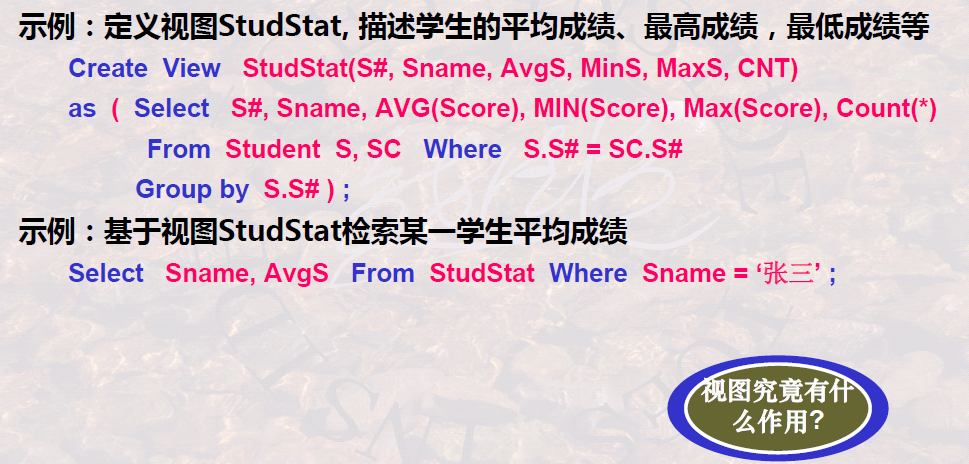 示例：定义视图StudStat, 描述学生的平均成绩、最高成绩，最低成绩等
Create View StudStat(S#, Sname, AvgS, MinS, MaxS, CNT)
as ( Select S#, Sname, AVG(Score), MIN(Score), Max(Score), Count(*)
From Student S, SC Where S.S# = SC.S#
Group by S.S# ) ;
示例：基于视图StudStat检索某一学生平均成绩
Select Sname, AvgS From StudStat Where Sname = ‘张三’ ;
视图究竟有什
么作用?